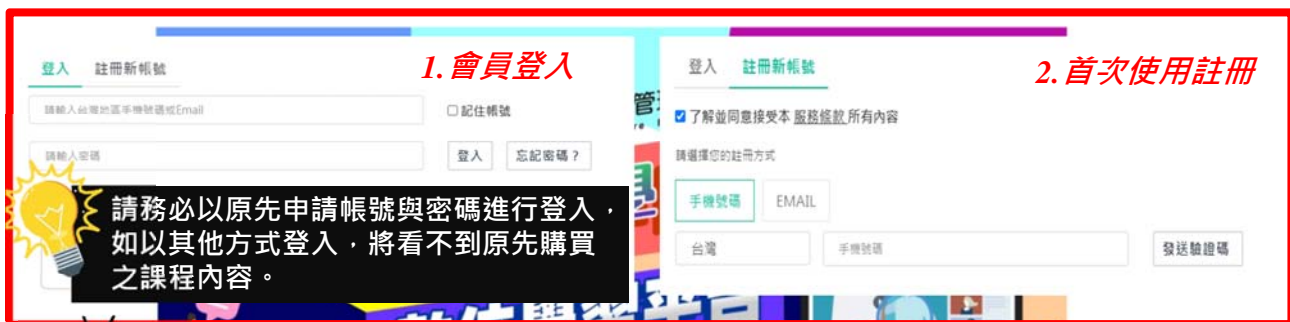 1.會員登入
登入 註冊新帳號
請輸入台灣地區手機號碼或Email
記住帳號
請輸入密碼
登入 忘記密碼？
請務必以原先申請帳號與密碼進行登入，
如以其他方式登入，將看不到原先購買
之課程內容。
2.首次使用註冊
登入 註冊新帳號
了解並同意接受本 服務條款 所有內容
請選擇您的註冊方式
手機號碼 EMAIL
台灣 手機號碼 發送驗證碼